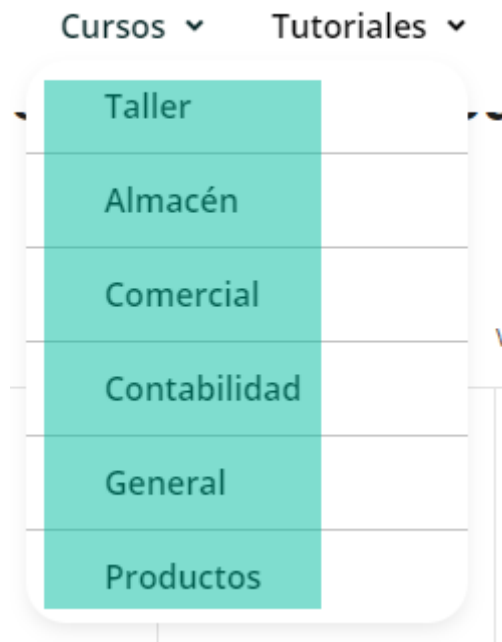 Cursos Tutoriales
Taller
Almacén
Comercial
Contabilidad
General
Productos